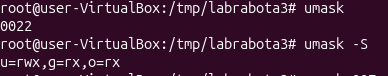 root@user-VirtualBox:/tmp/labrabota3# umask
0022
root@user-VirtualBox:/tmp/labrabota3# umask -S
u=rwx,g=rx,o=rx